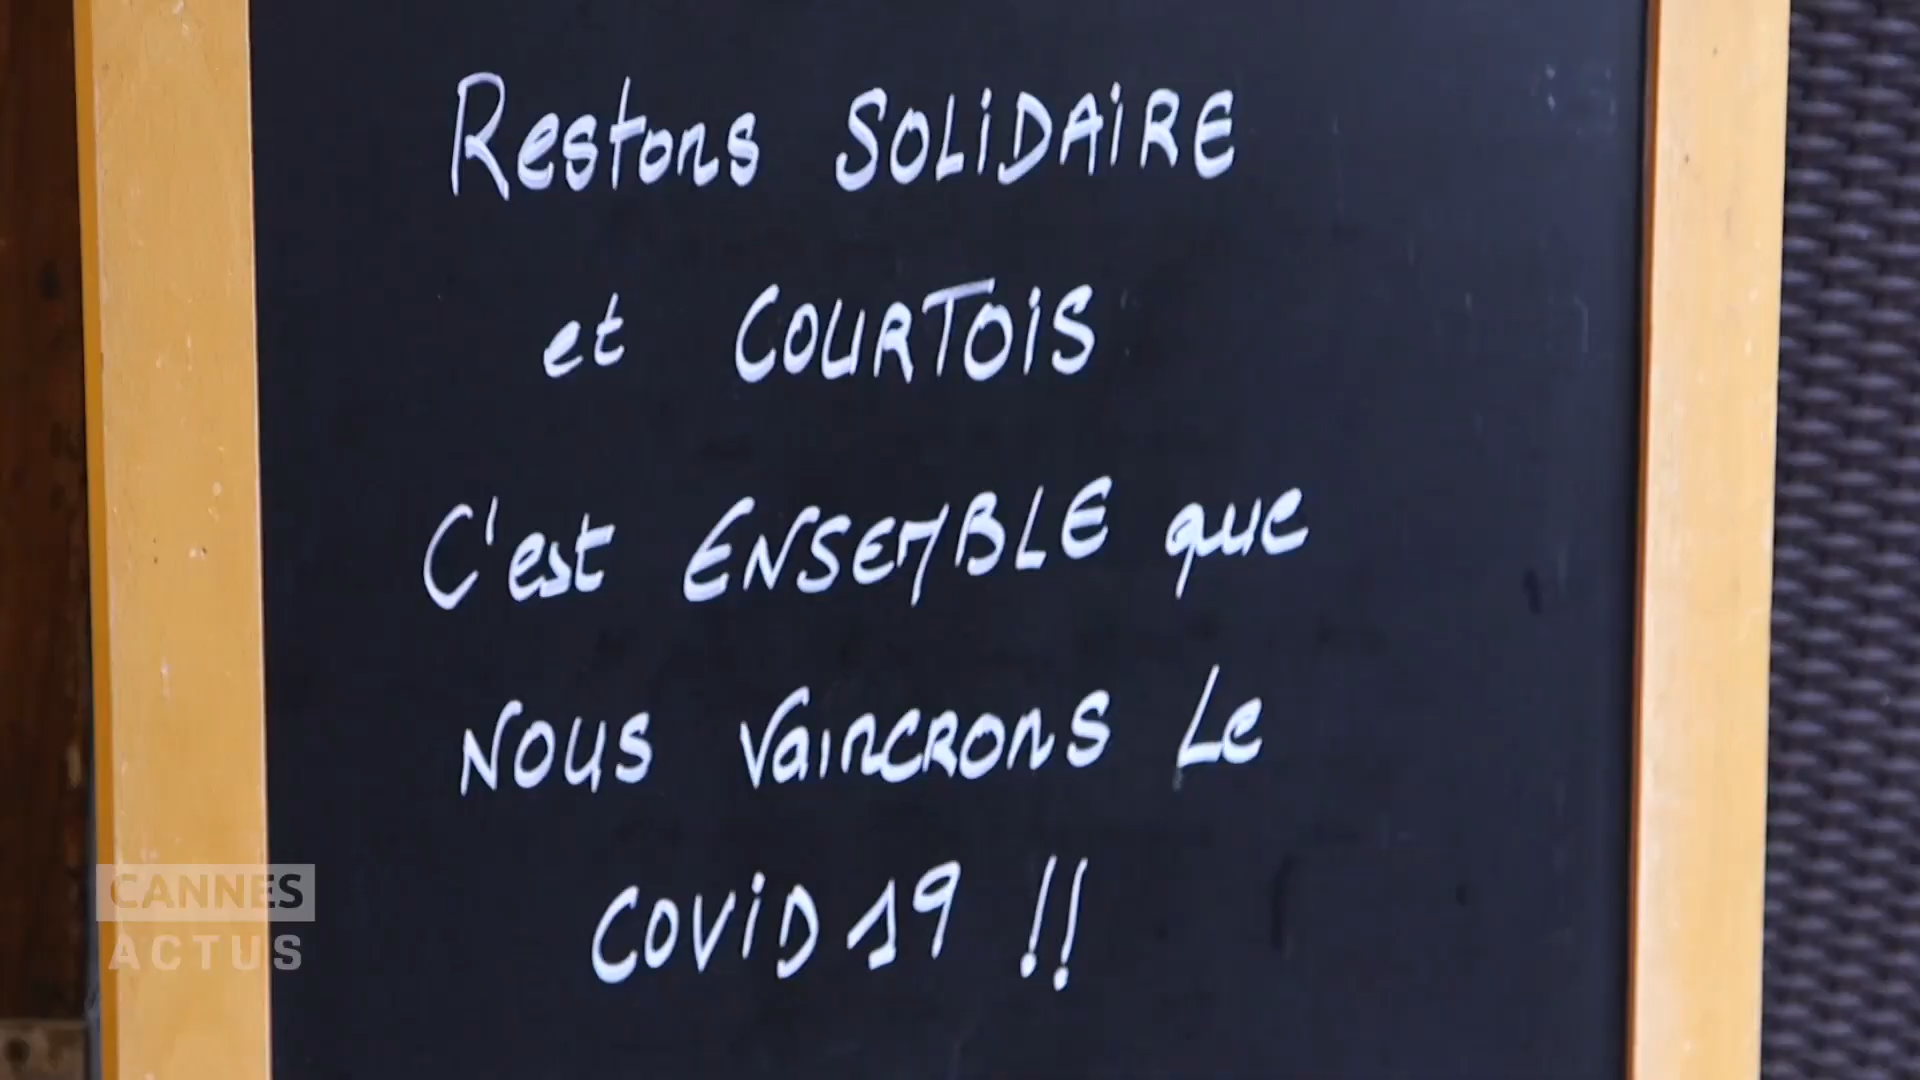 Restons SOLiDAiRE
et COURTOiS
C'est ENSEMBLE que
NOUS VaincRons Le
COViD 19 !!
CANNES
ACTUS